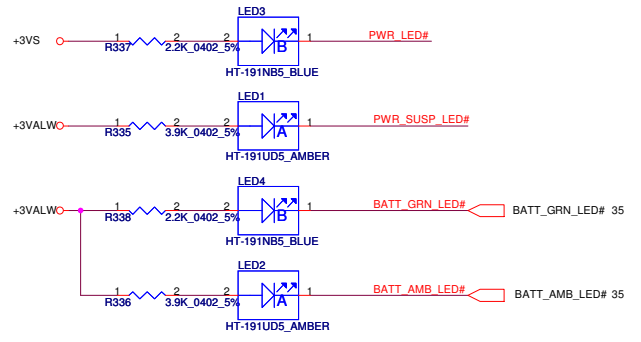 LED3
+3VS 1 2 2 B 1 PWR_LED#
R337 2.2K_0402_5%
HT-191NB5_BLUE
LED1
+3VALW 1 2 2 A 1 PWR_SUSP_LED#
R335 3.9K_0402_5%
HT-191UD5_AMBER
LED4
+3VALW 1 2 2 B 1 BATT_GRN_LED# BATT_GRN_LED# 35
R338 2.2K_0402_5%
HT-191NB5_BLUE
LED2
1 2 2 A 1 BATT_AMB_LED# BATT_AMB_LED# 35
R336 3.9K_0402_5%
HT-191UD5_AMBER